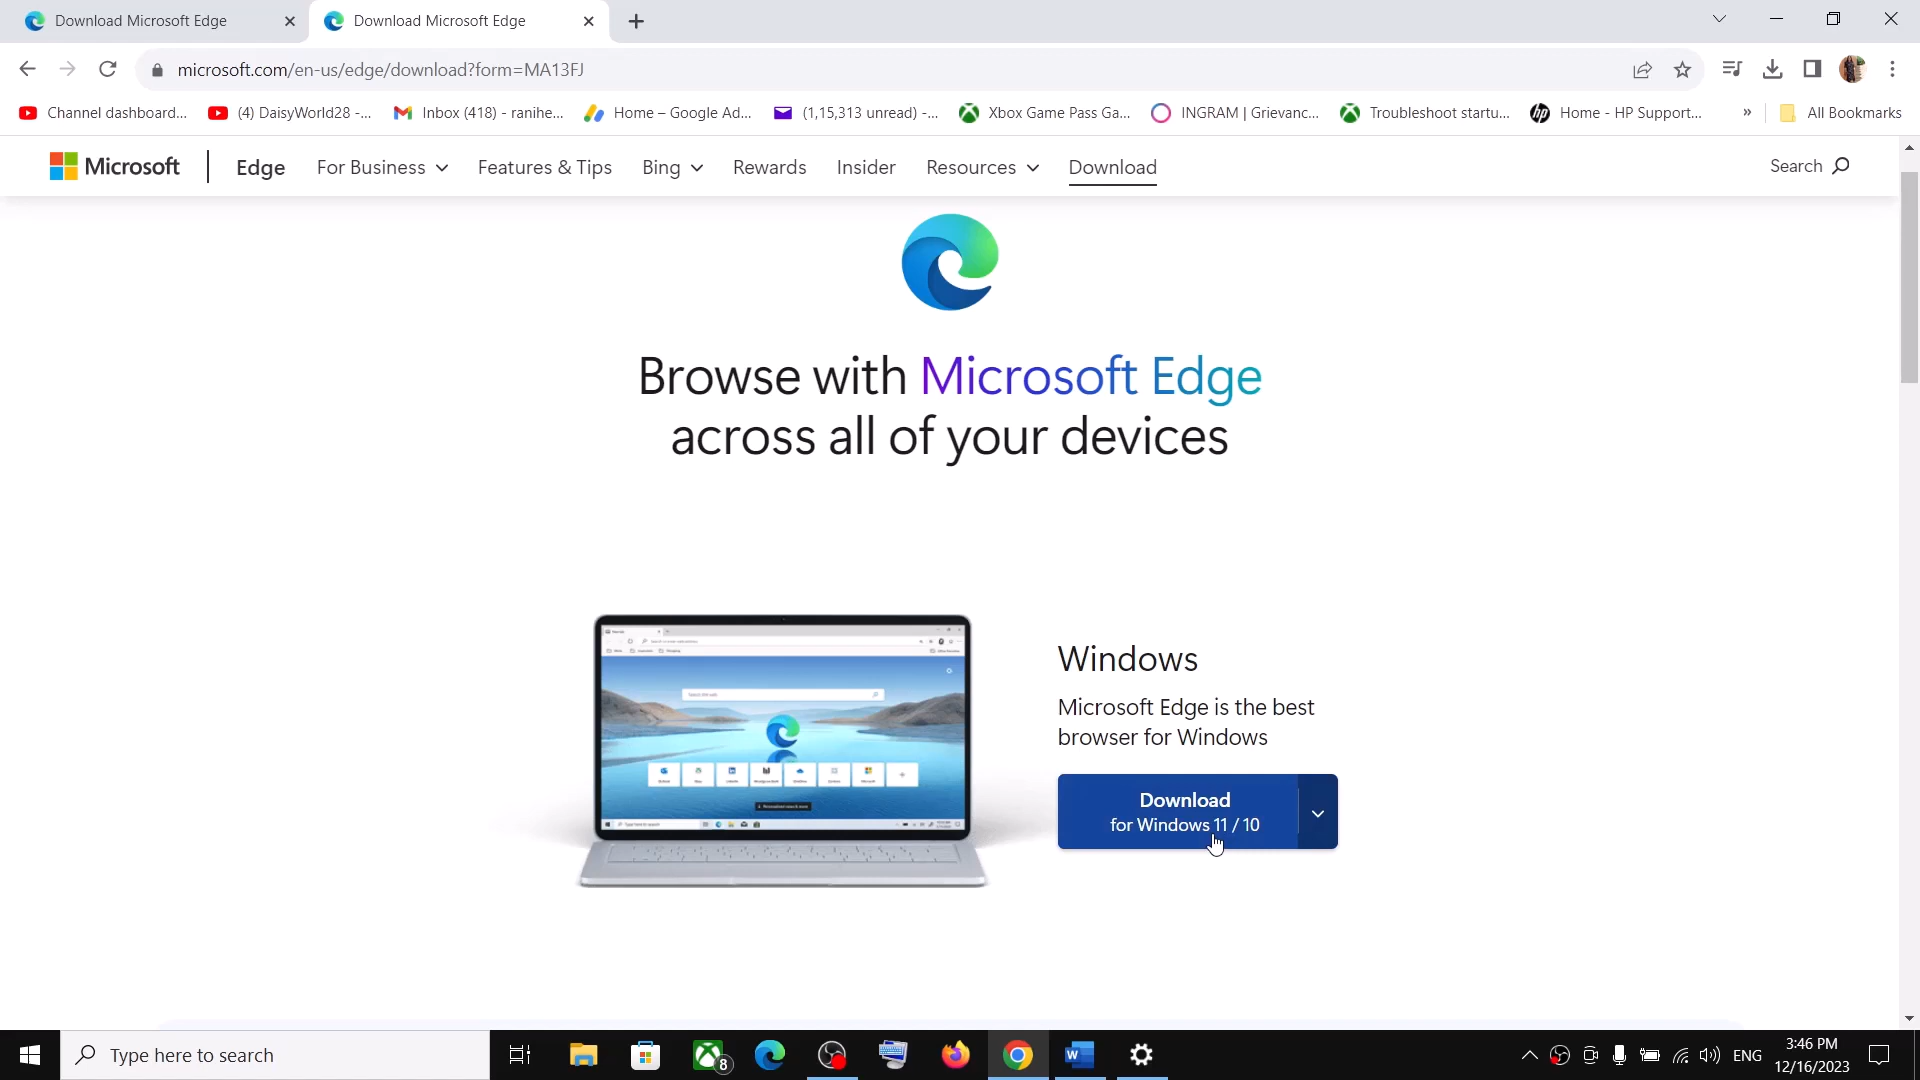 Download Microsoft Edge
Download Microsoft Edge
microsoft.com/en-us/edge/download?form=MA13FJ
Channel dashboard...
(4) DaisyWorld28 -...
Inbox (418) - ranihe...
Home – Google Ad...
(1,15,313 unread) -...
Xbox Game Pass Ga...
INGRAM | Grievanc...
Troubleshoot startu...
Home - HP Support...
»
All Bookmarks
Microsoft
Edge
For Business
Features & Tips
Bing
Rewards
Insider
Resources
Download
Search
Browse with Microsoft Edge
across all of your devices
Windows
Microsoft Edge is the best
browser for Windows
Download
for Windows 11 / 10
Type here to search
8
ENG
3:46 PM
12/16/2023